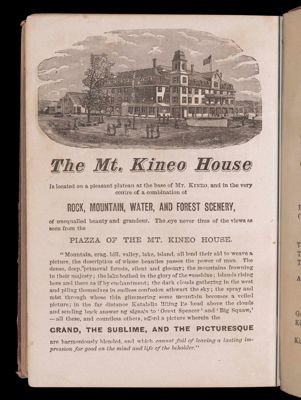 The Mt. Kineo House
Is located on a pleasant plateau at the base of MT. KINEO, and in the very
centre of a combination of
ROCK, MOUNTAIN, WATER, AND FOREST SCENERY,
of unequalled beauty and grandeur. The eye never tires of the views as
seen from the
PIAZZA OF THE MT. KINEO HOUSE.
"Mountain, crag, hill, valley, lake, island, all lend their aid to weave a
picture, the description of whose beauties passes the power of man. The
dense, deep, primeval forests, silent and gloomy; the mountains frowning
in their majesty; the lake bathed in the glory of the sunshine; islands rising
here and there as if by enchantment; the dark clouds gathering in the west
and piling themselves in endless confusion athwart the sky; the spray and
mist through whose thin glimmering some mountain becomes a veiled
picture; in the far distance Katahdin lifting its head above the clouds
and sending back answering signals to 'Great Spencer' and 'Big Squaw,'
— all these, and countless others, afford a picture wherein the
GRAND, THE SUBLIME, AND THE PICTURESQUE
are harmoniously blended, and which cannot fail of leaving a lasting im-
pression for good on the mind and life of the beholder."